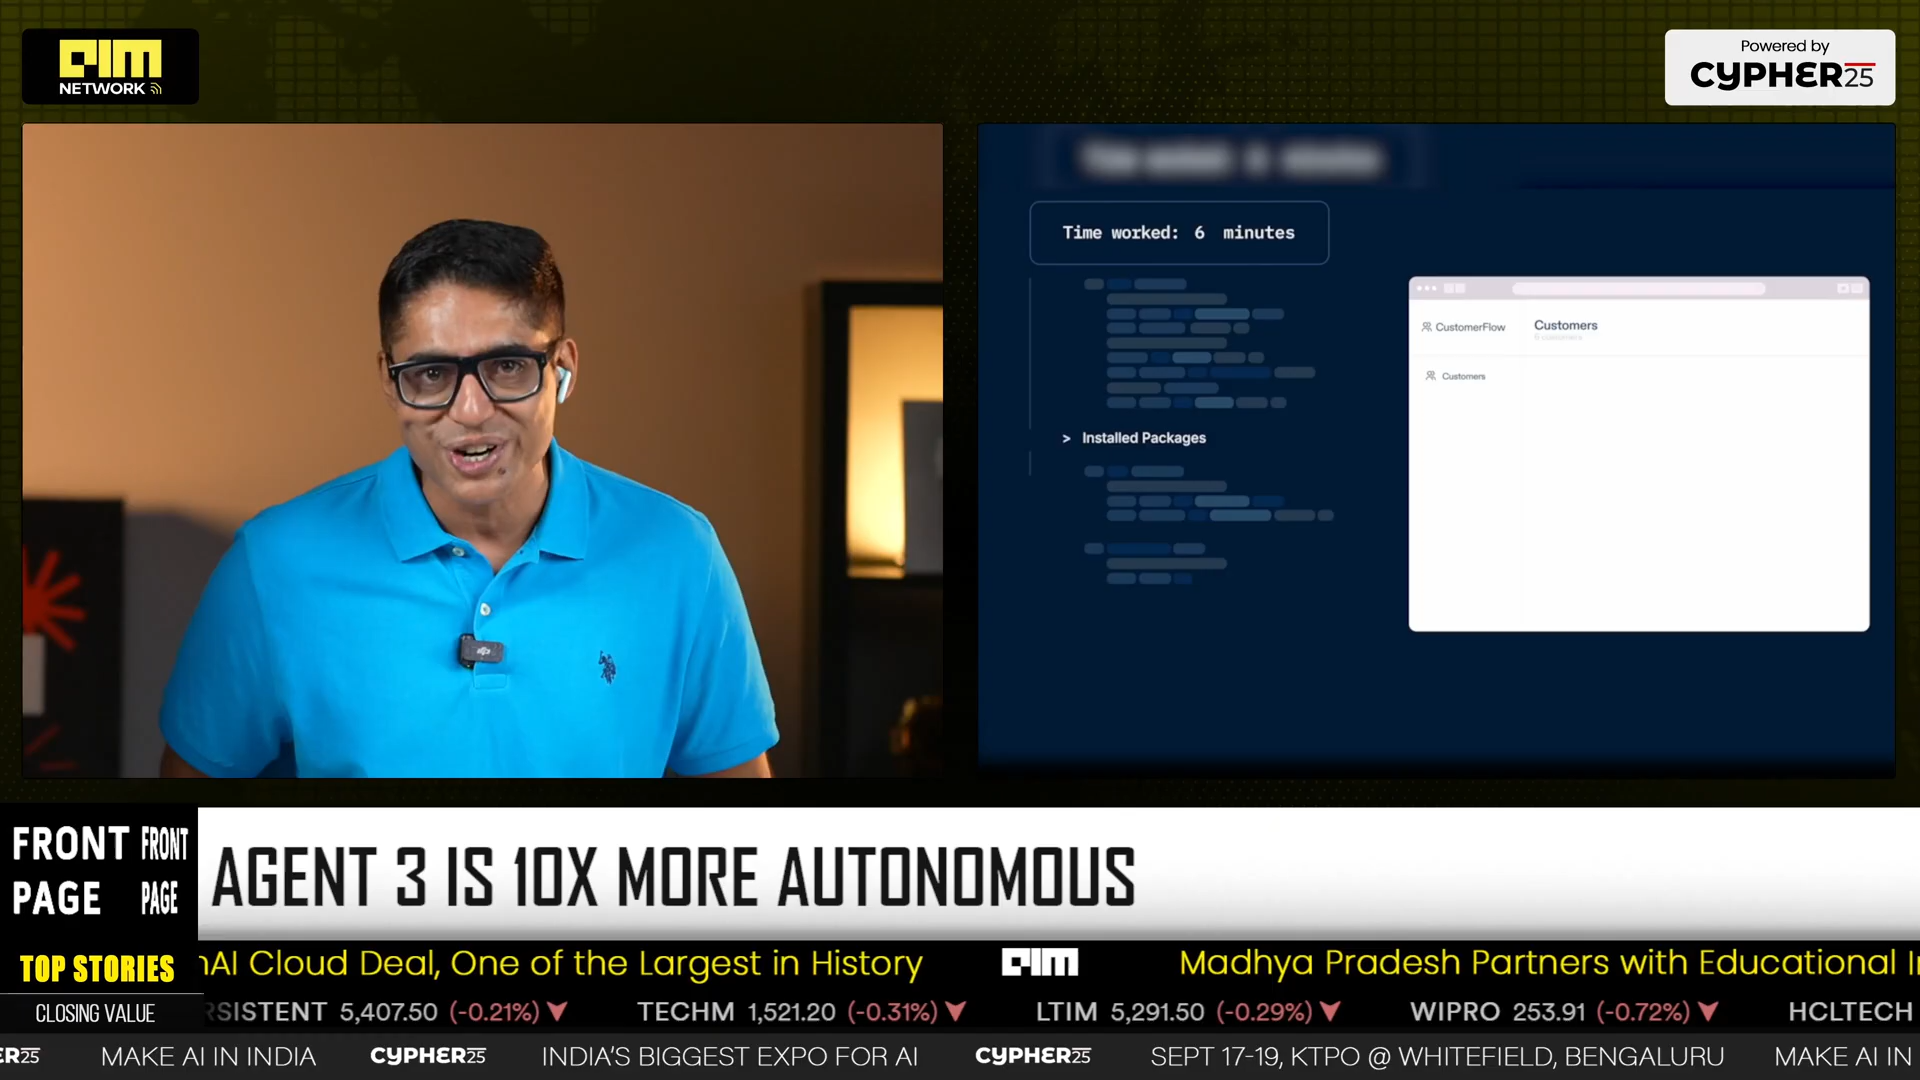 AIM
NETWORK
Powered by
CYPHER25
Time worked: 6 minutes
> Installed Packages
CustomerFlow
Customers
Customers
FRONT PAGE
FRONT PAGE
AGENT 3 IS 10X MORE AUTONOMOUS
TOP STORIES
nAI Cloud Deal, One of the Largest in History
AIM
Madhya Pradesh Partners with Educational I
CLOSING VALUE
RSISTENT 5,407.50 (-0.21%)
TECHM 1,521.20 (-0.31%)
LTIM 5,291.50 (-0.29%)
WIPRO 253.91 (-0.72%)
HCLTECH
ER25 MAKE AI IN INDIA CYPHER25 INDIA'S BIGGEST EXPO FOR AI CYPHER25 SEPT 17-19, KTPO @ WHITEFIELD, BENGALURU MAKE AI IN